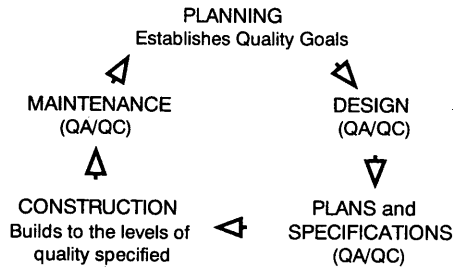 PLANNING
Establishes Quality Goals
MAINTENANCE
(QA/QC)
DESIGN
(QA/QC)
CONSTRUCTION
Builds to the levels of
quality specified
PLANS and
SPECIFICATIONS
(QA/QC)